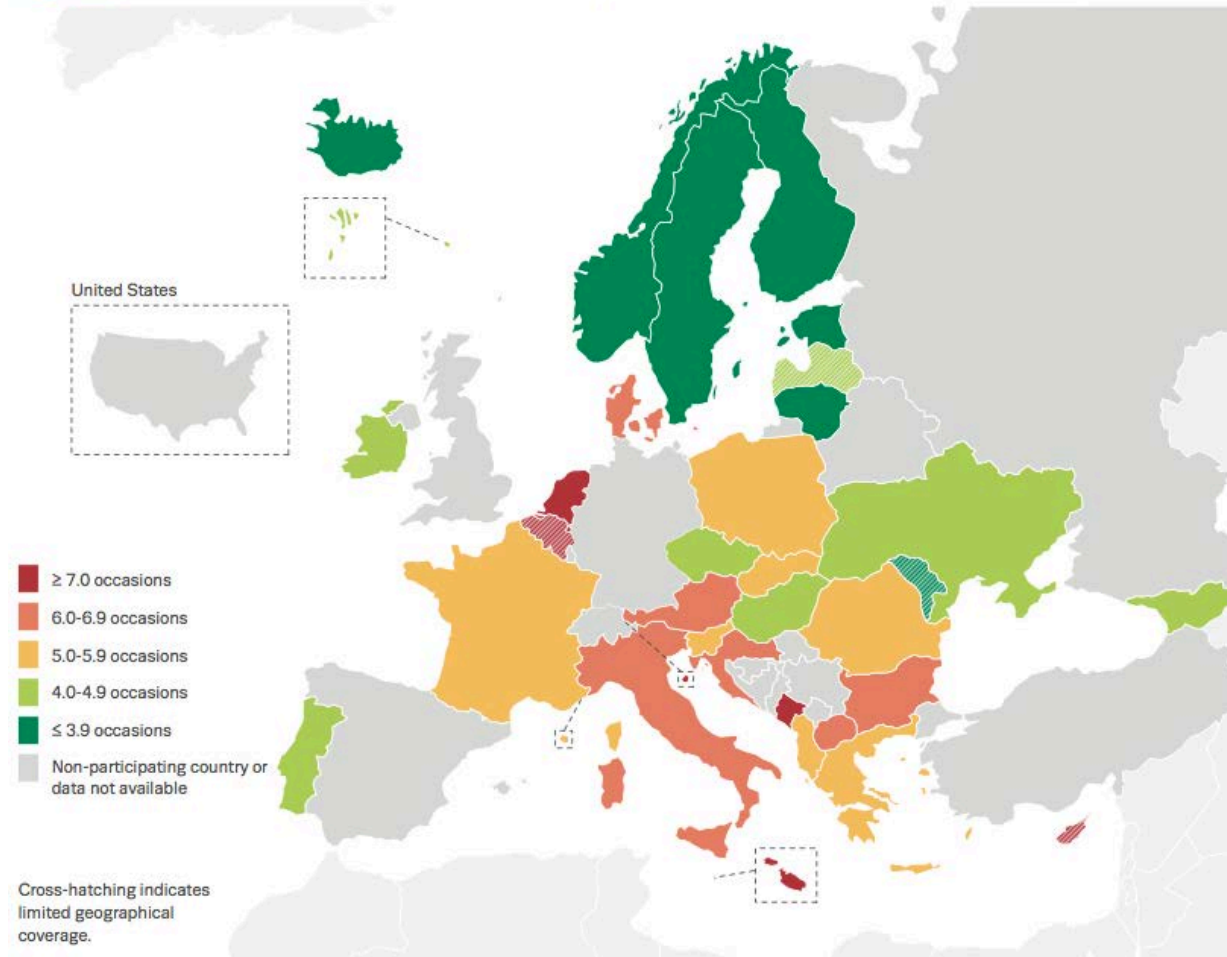 United States
≥ 7.0 occasions
6.0-6.9 occasions
5.0-5.9 occasions
4.0-4.9 occasions
≤ 3.9 occasions
Non-participating country or
data not available
Cross-hatching indicates
limited geographical
coverage.